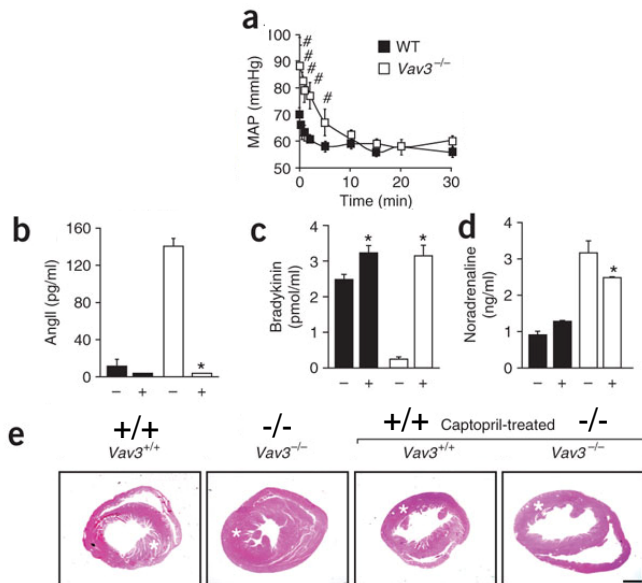 a
# # # # #
WT
Vav3−/−
MAP (mmHg)
100
90
80
70
60
50
0 10 20 30
Time (min)
b
AngII (pg/ml)
160
120
80
40
0
− + − +
*
c
Bradykinin
(pmol/ml)
4
3
2
1
0
− + − +
* *
d
Noradrenaline
(ng/ml)
4
3
2
1
0
− + − +
*
e
+/+ -/- +/+ Captopril-treated -/-
Vav3+/+ Vav3−/− Vav3+/+ Vav3−/−
* * * *